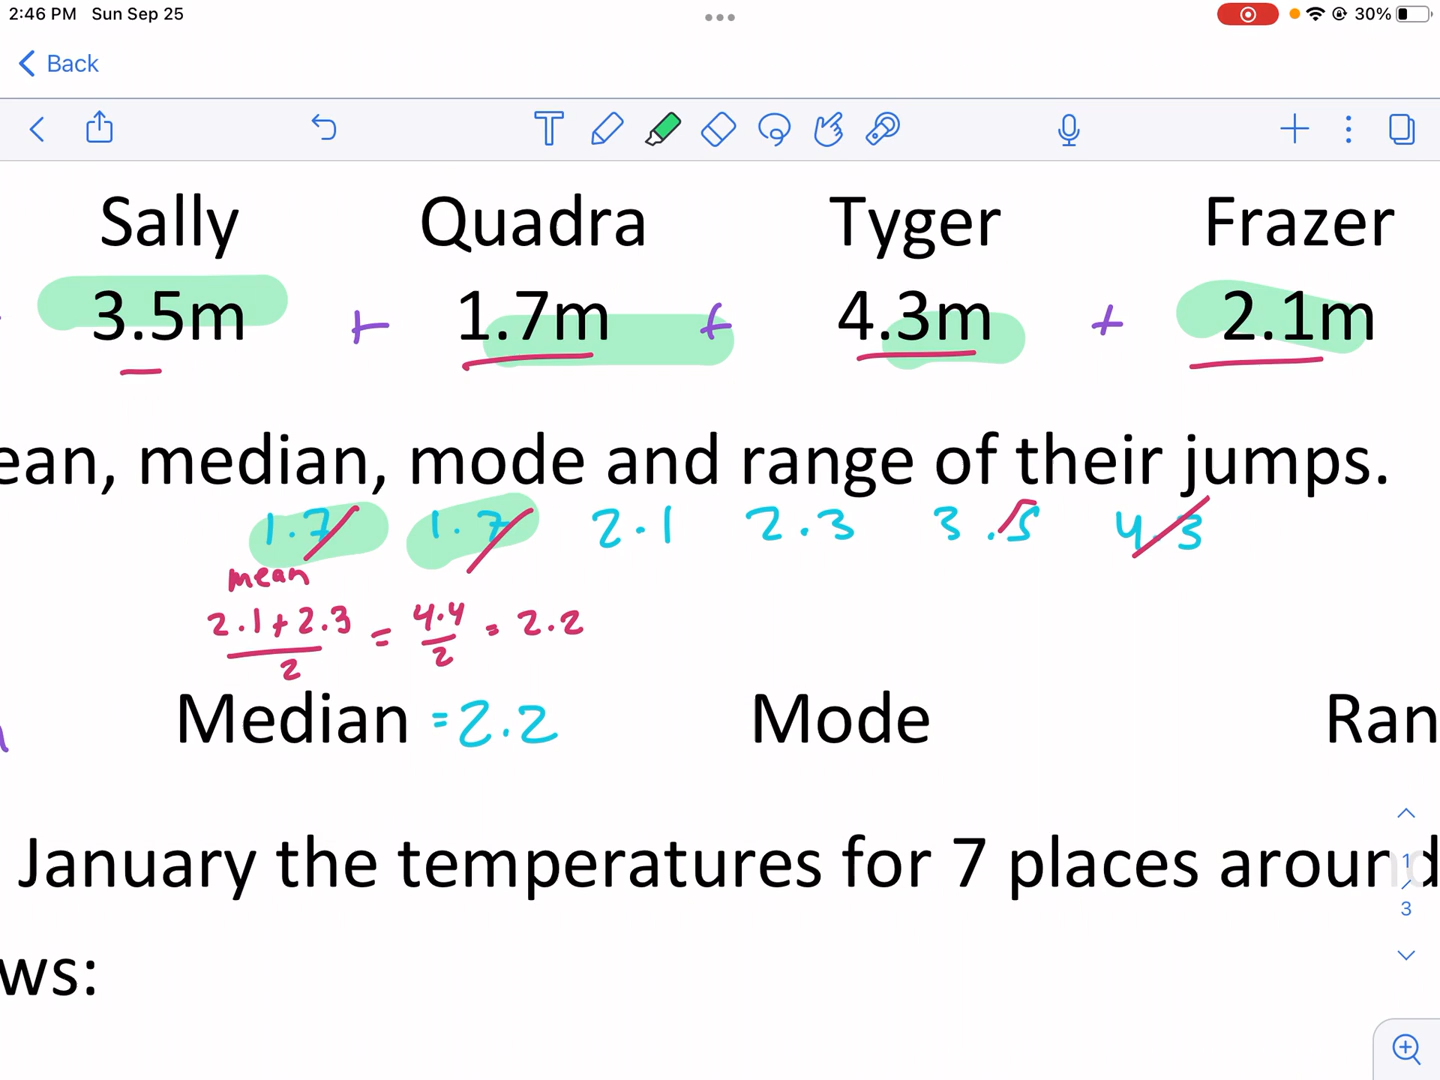 2:46 PM Sun Sep 25
30%
Back
Sally Quadra Tyger Frazer
3.5m + 1.7m + 4.3m + 2.1m
ean, median, mode and range of their jumps.
1.7 1.7 2.1 2.3 3.5 4.3
mean
2.1+2.3 = 4.4 = 2.2
2 2
Median =2.2 Mode Ran
January the temperatures for 7 places around
ws:
1
/
3